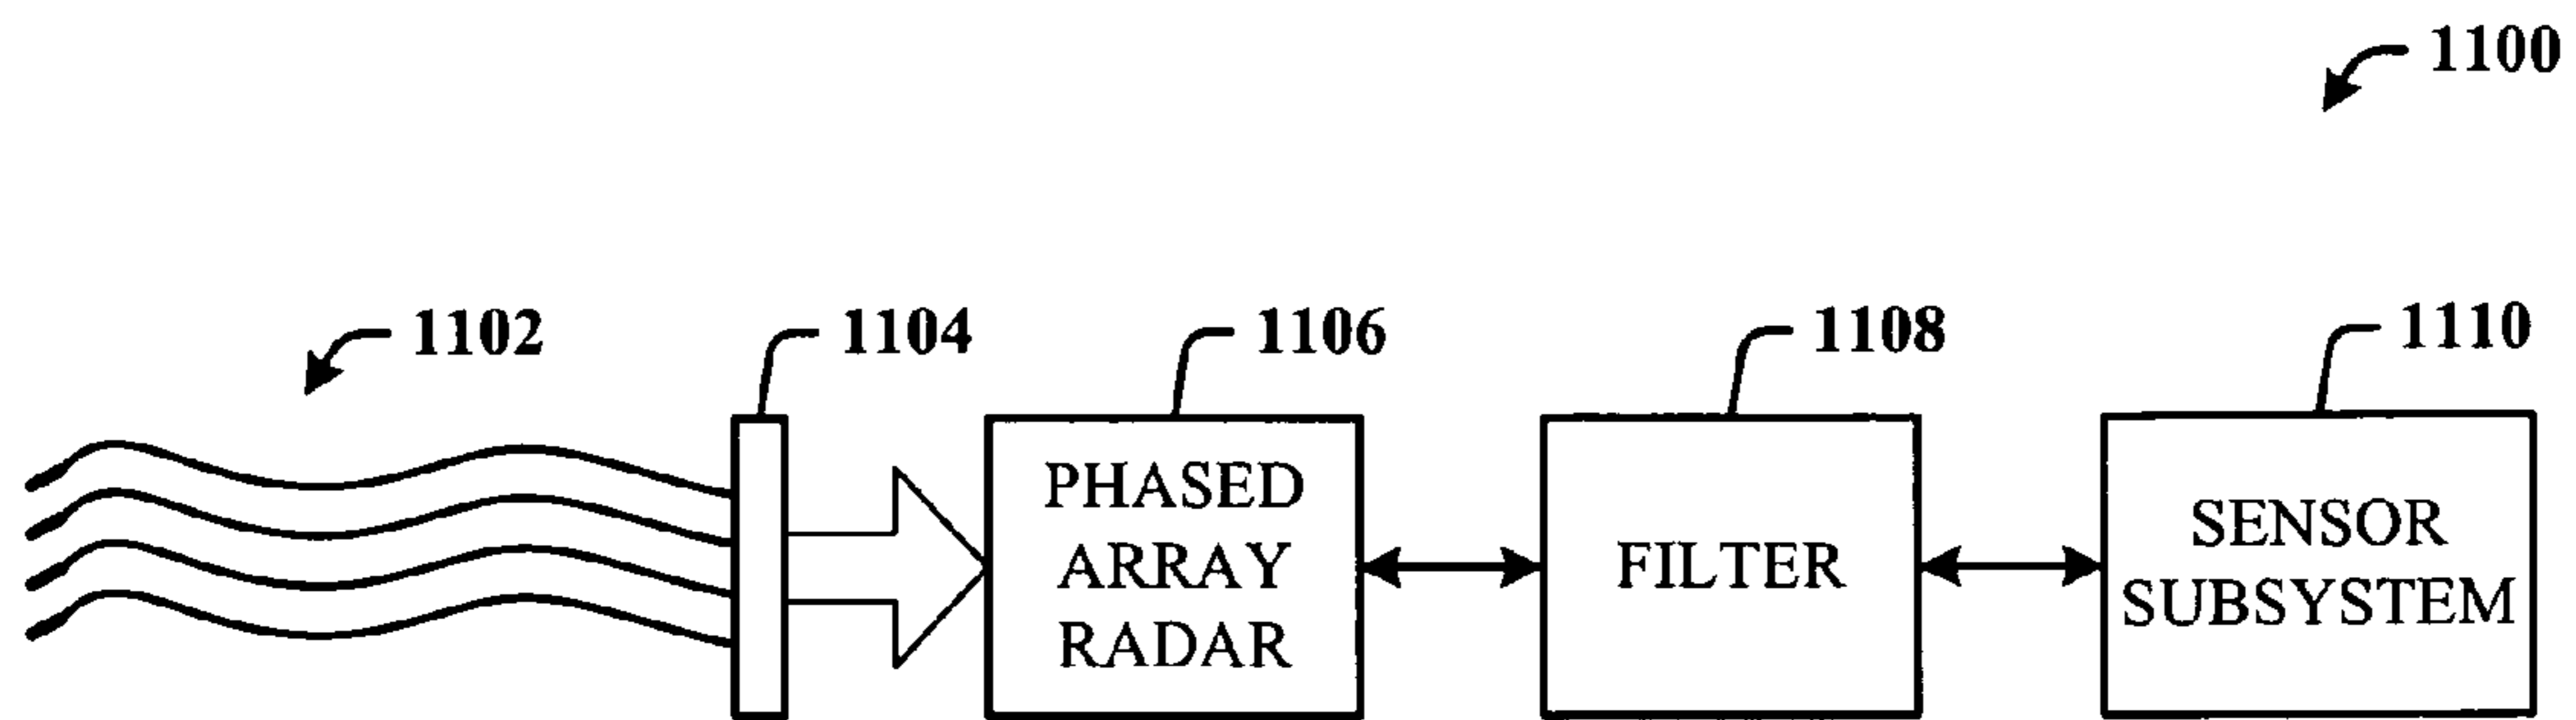 1100
1102
1104
1106
1108
1110
PHASED
ARRAY
RADAR
FILTER
SENSOR
SUBSYSTEM